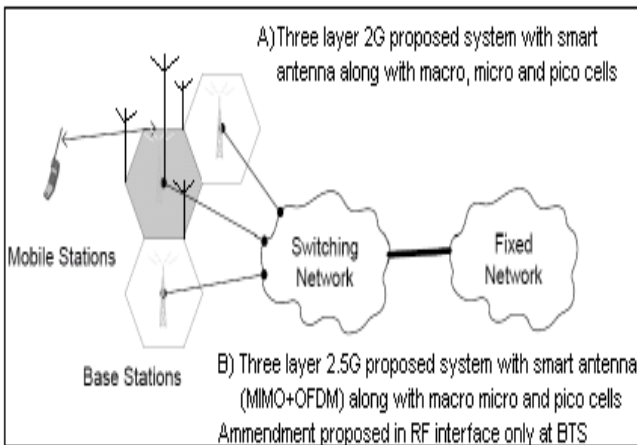 A)Three layer 2G proposed system with smart
antenna along with macro, micro and pico cells
Mobile Stations
Switching
Network
Fixed
Network
Base Stations
B) Three layer 2.5G proposed system with smart antenna
(MIMO+OFDM) along with macro micro and pico cells
Ammendment proposed in RF interface only at BTS